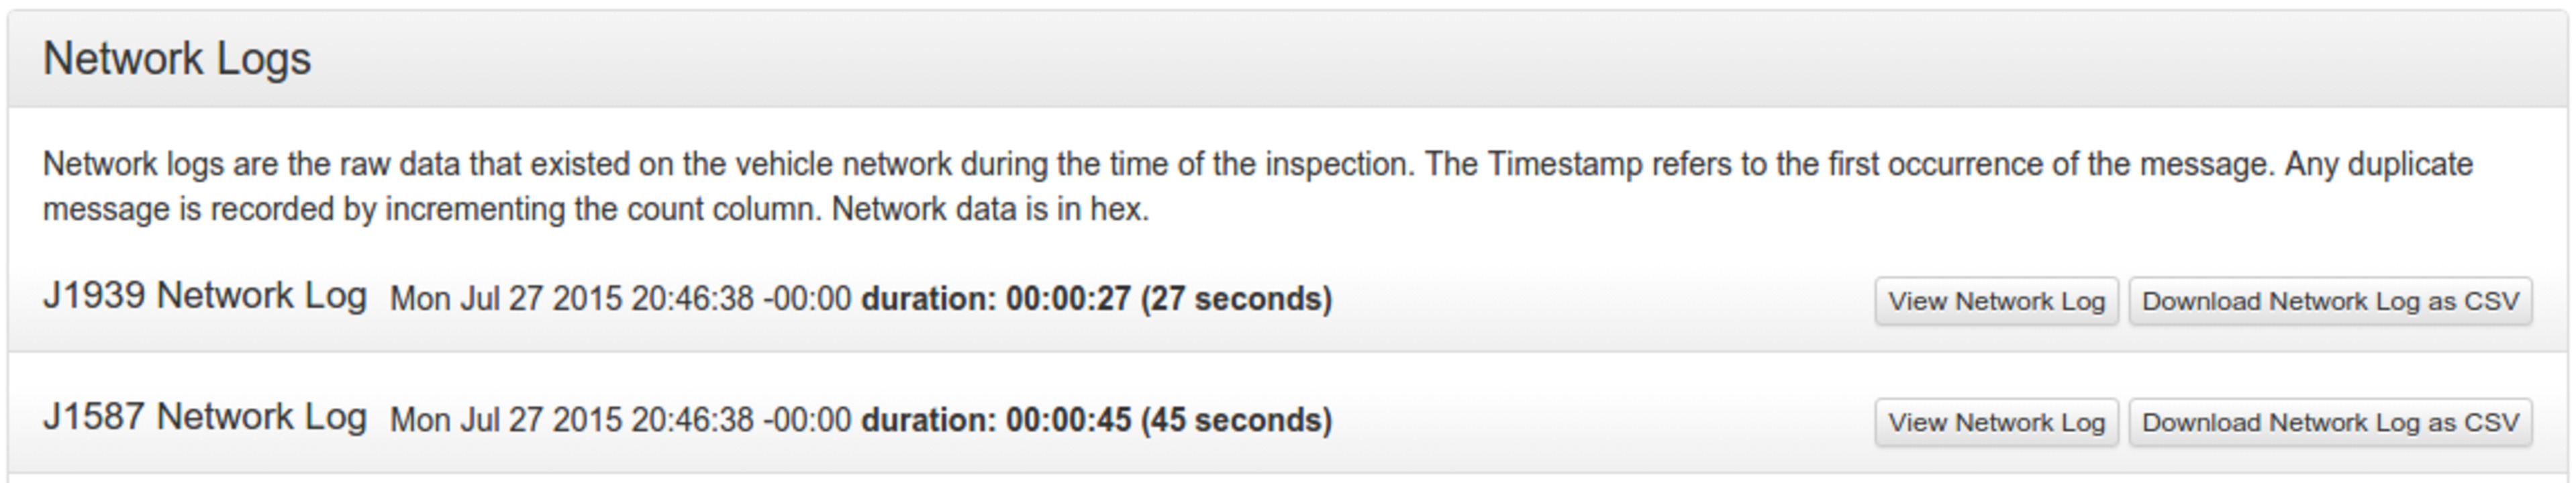 Network Logs
Network logs are the raw data that existed on the vehicle network during the time of the inspection. The Timestamp refers to the first occurrence of the message. Any duplicate
message is recorded by incrementing the count column. Network data is in hex.
J1939 Network Log Mon Jul 27 2015 20:46:38 -00:00 duration: 00:00:27 (27 seconds) View Network Log Download Network Log as CSV
J1587 Network Log Mon Jul 27 2015 20:46:38 -00:00 duration: 00:00:45 (45 seconds) View Network Log Download Network Log as CSV